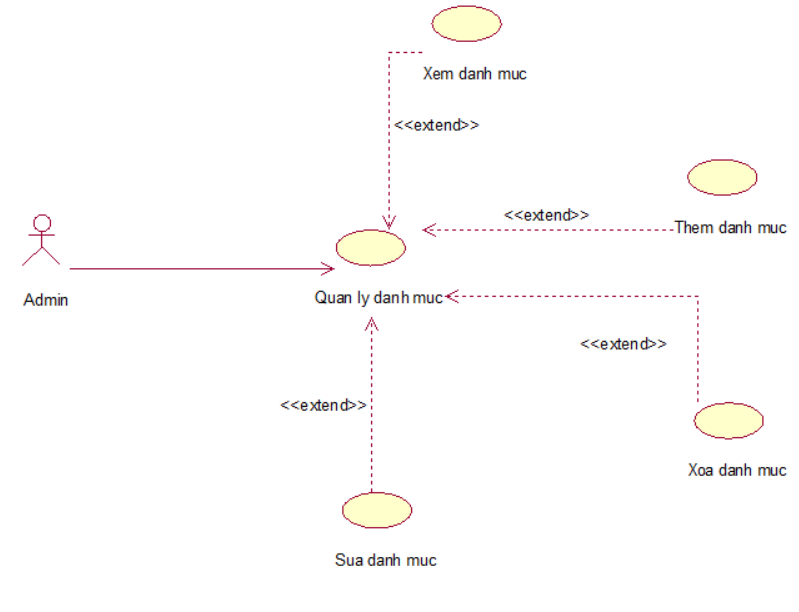 Xem danh muc
<<extend>>
<<extend>>
Them danh muc
Admin
Quan ly danh muc
<<extend>>
<<extend>>
Xoa danh muc
Sua danh muc